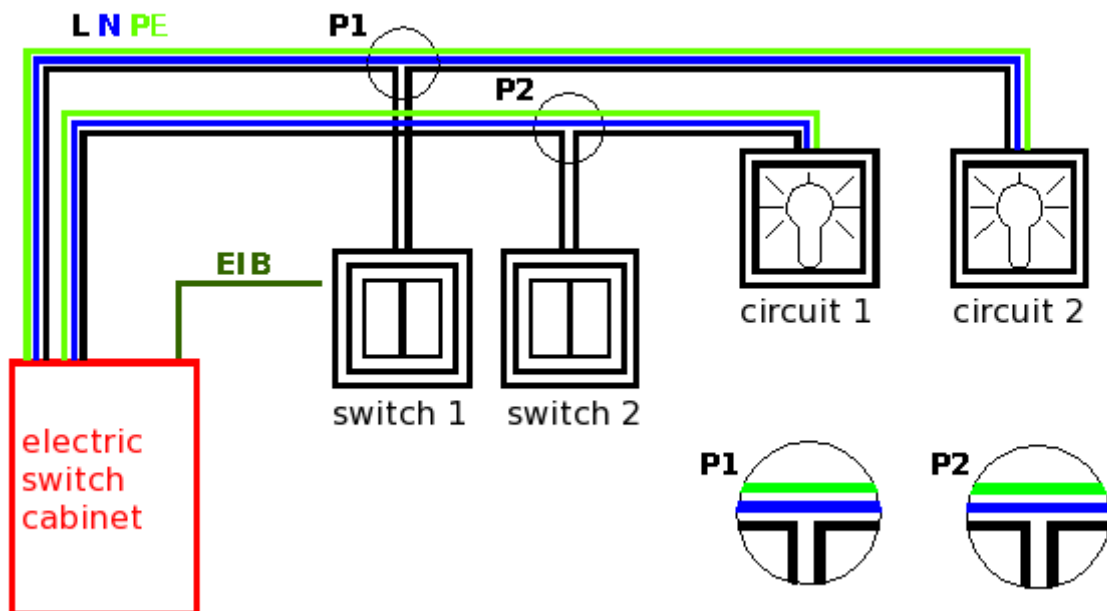 L N PE
P1
P2
EIB
circuit 1
circuit 2
switch 1
switch 2
electric
switch
cabinet
P1
P2